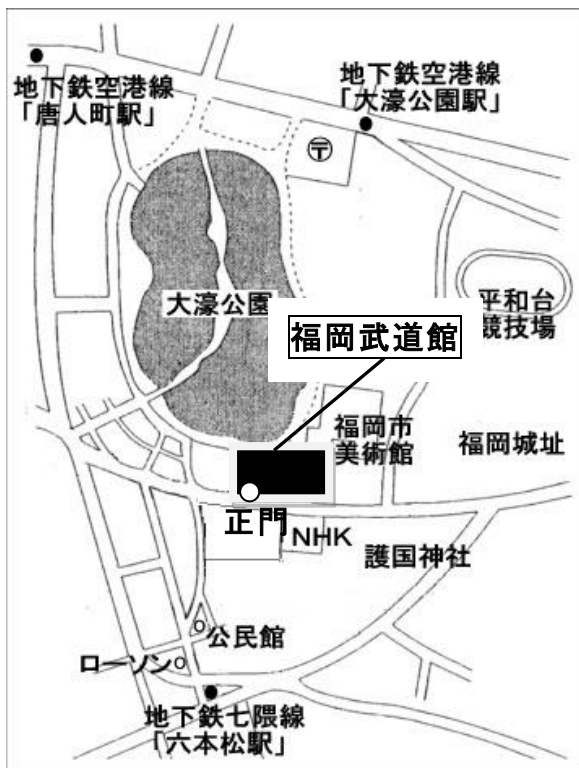 地下鉄空港線
「唐人町駅」
地下鉄空港線
「大濠公園駅」
〒
大濠公園
平和台
競技場
福岡武道館
福岡市
美術館
福岡城址
正門
NHK
護国神社
公民館
ローソン
地下鉄七隈線
「六本松駅」